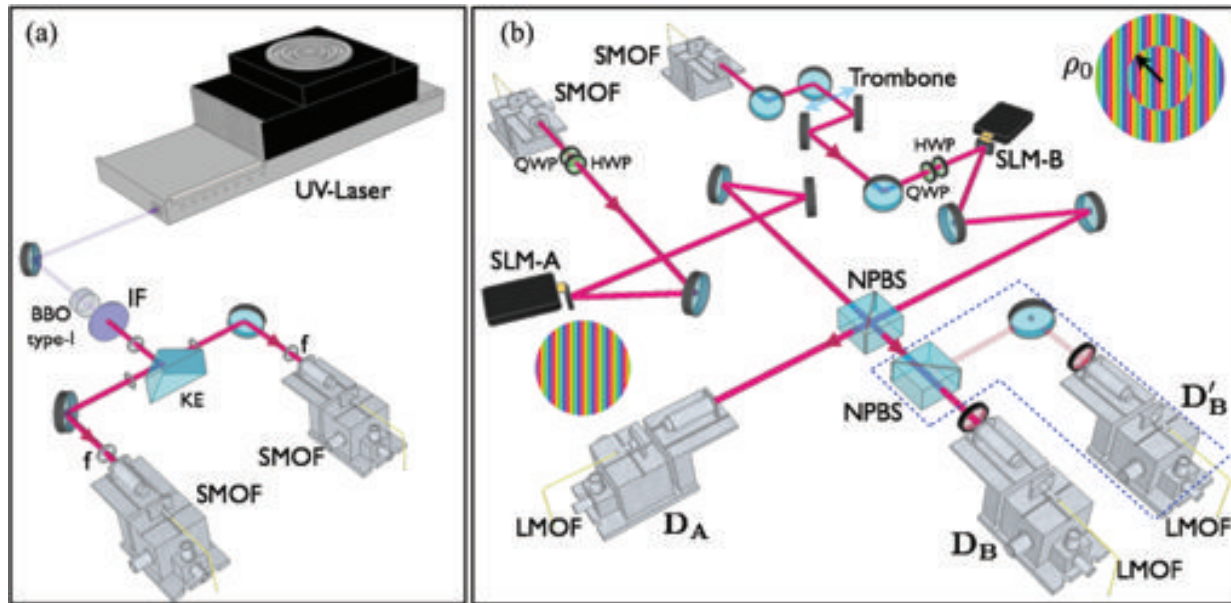 (a)
UV-Laser
BBO
type-I
IF
f
KE
f
SMOF
SMOF
(b)
SMOF
SMOF
Trombone
ρ0
QWP
HWP
HWP
QWP
SLM-B
SLM-A
NPBS
NPBS
D′B
LMOF
DA
DB
LMOF
LMOF